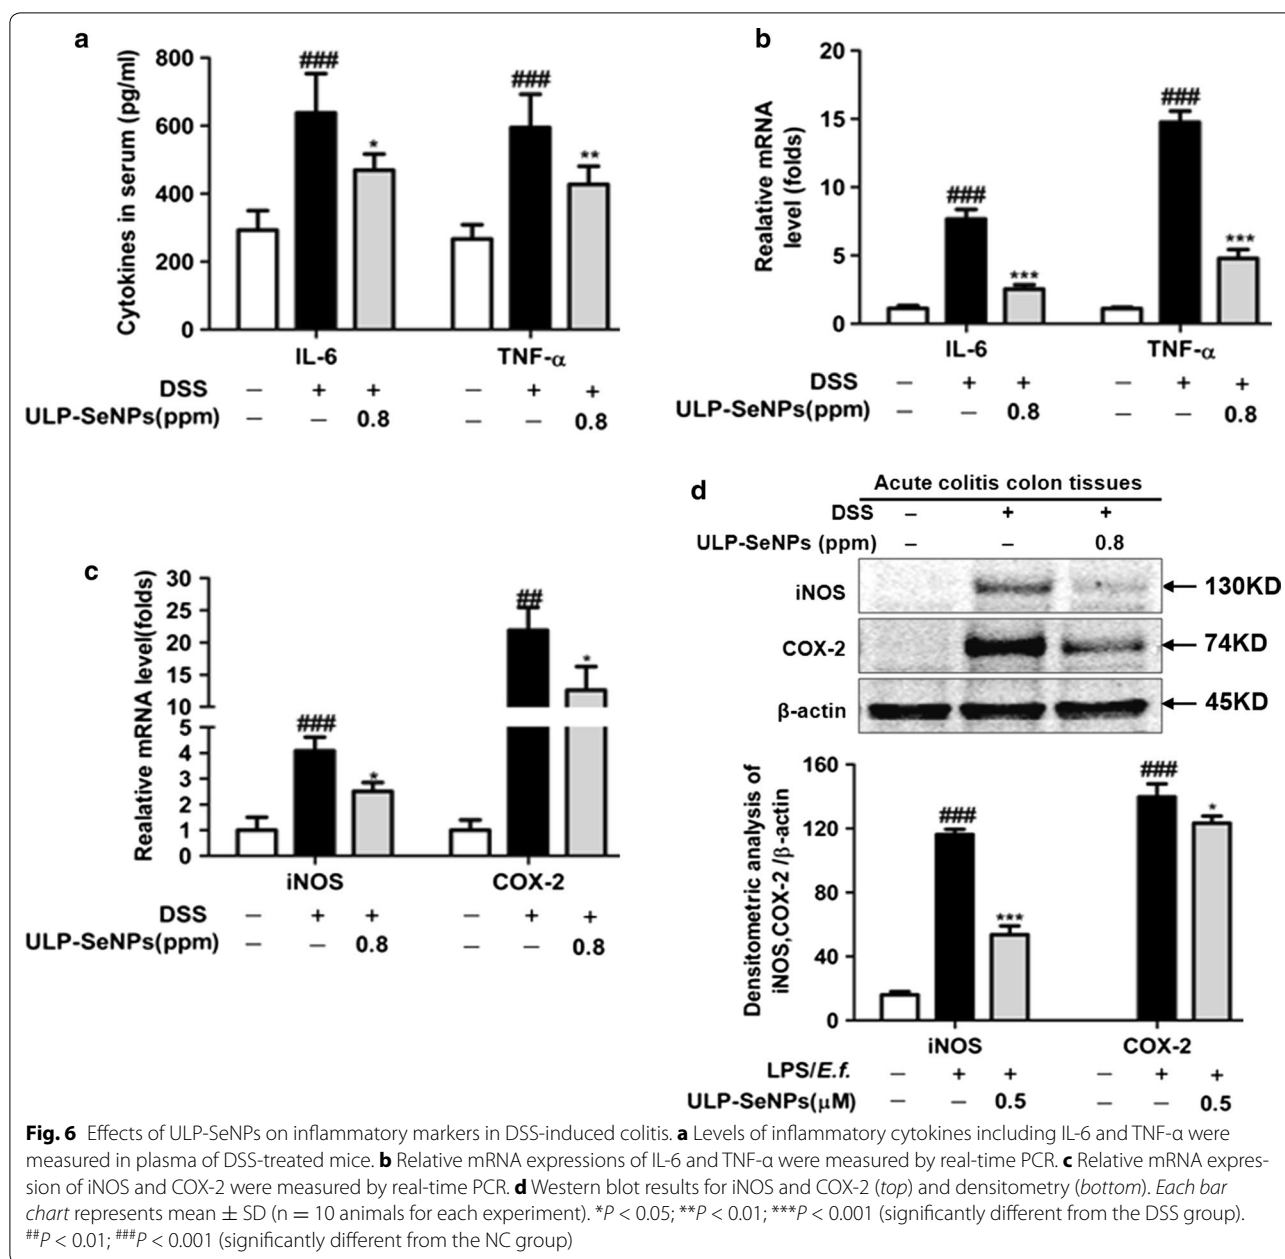 a
800
600
400
200
0
Cytokines in serum (pg/ml)
###
*
###
**
IL-6 TNF-α
DSS – + + – + +
ULP-SeNPs(ppm) – – 0.8 – – 0.8
b
20
15
10
5
0
Realative mRNA
level (folds)
###
***
###
***
IL-6 TNF-α
DSS – + + – + +
ULP-SeNPs(ppm) – – 0.8 – – 0.8
c
30
25
20
15
10
5
4
3
2
1
0
Realative mRNA level(folds)
###
*
##
*
iNOS COX-2
DSS – + + – + +
ULP-SeNPs(ppm) – – 0.8 – – 0.8
d
Acute colitis colon tissues
DSS – + +
ULP-SeNPs (ppm) – – 0.8
iNOS 130KD
COX-2 74KD
β-actin 45KD
160
120
80
40
0
Densitometric analysis of
iNOS,COX-2 /β-actin
###
***
###
*
iNOS COX-2
LPS/E.f. – + + – + +
ULP-SeNPs(μM) – – 0.5 – – 0.5
Fig. 6 Effects of ULP-SeNPs on inflammatory markers in DSS-induced colitis. a Levels of inflammatory cytokines including IL-6 and TNF-α were
measured in plasma of DSS-treated mice. b Relative mRNA expressions of IL-6 and TNF-α were measured by real-time PCR. c Relative mRNA expres-
sion of iNOS and COX-2 were measured by real-time PCR. d Western blot results for iNOS and COX-2 (top) and densitometry (bottom). Each bar
chart represents mean ± SD (n = 10 animals for each experiment). *P < 0.05; **P < 0.01; ***P < 0.001 (significantly different from the DSS group).
##P < 0.01; ###P < 0.001 (significantly different from the NC group)